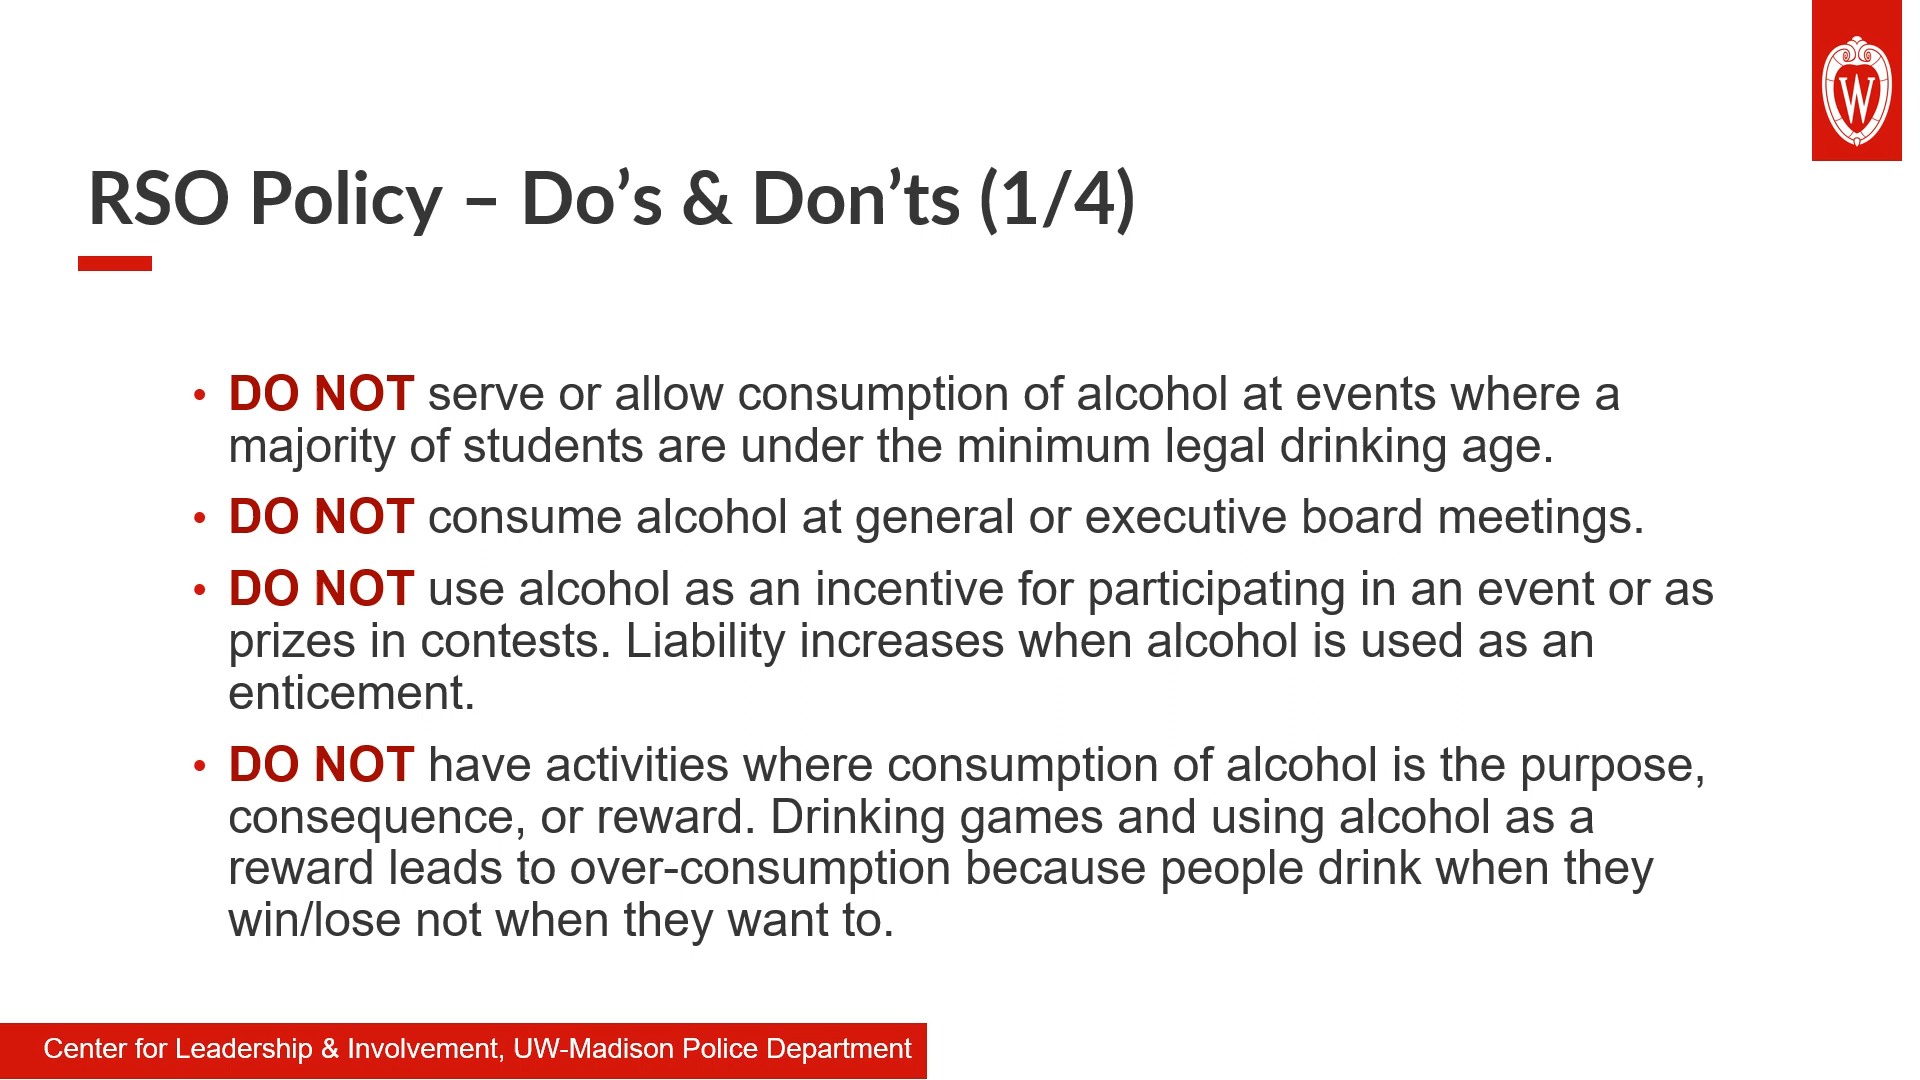 W
RSO Policy – Do’s & Don’ts (1/4)
• DO NOT serve or allow consumption of alcohol at events where a
majority of students are under the minimum legal drinking age.
• DO NOT consume alcohol at general or executive board meetings.
• DO NOT use alcohol as an incentive for participating in an event or as
prizes in contests. Liability increases when alcohol is used as an
enticement.
• DO NOT have activities where consumption of alcohol is the purpose,
consequence, or reward. Drinking games and using alcohol as a
reward leads to over-consumption because people drink when they
win/lose not when they want to.
Center for Leadership & Involvement, UW-Madison Police Department